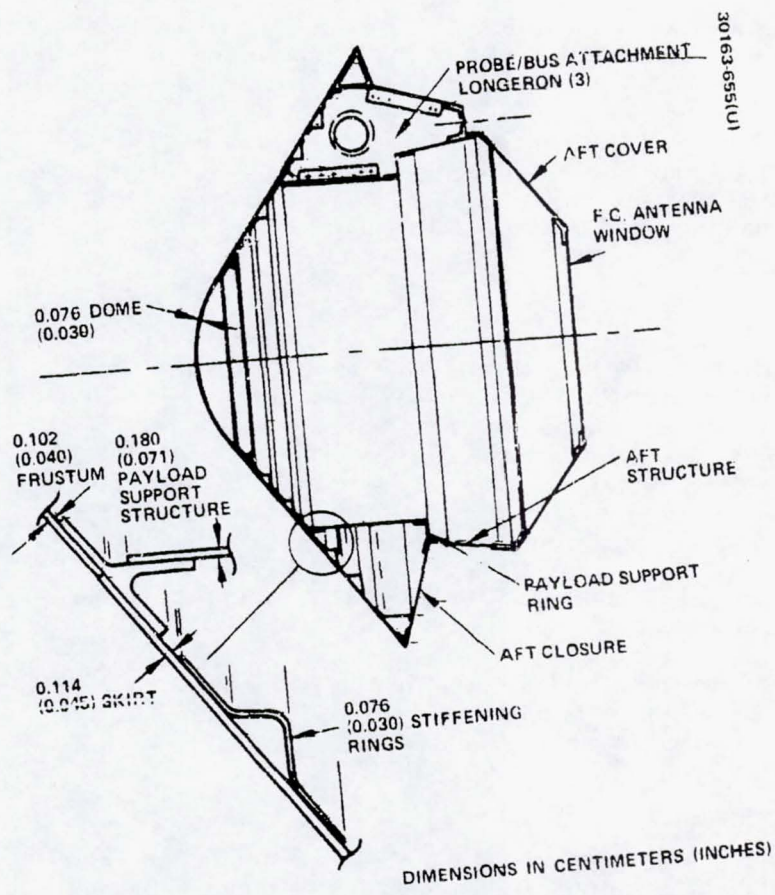 30163-655(U)
PROBE/BUS ATTACHMENT
LONGERON (3)
AFT COVER
F.C. ANTENNA
WINDOW
0.076 DOME
(0.030)
0.102
(0.040)
FRUSTUM
0.180
(0.071)
PAYLOAD
SUPPORT
STRUCTURE
AFT
STRUCTURE
PAYLOAD SUPPORT
RING
AFT CLOSURE
0.114
(0.045) SKIRT
0.076
(0.030) STIFFENING
RINGS
DIMENSIONS IN CENTIMETERS (INCHES)